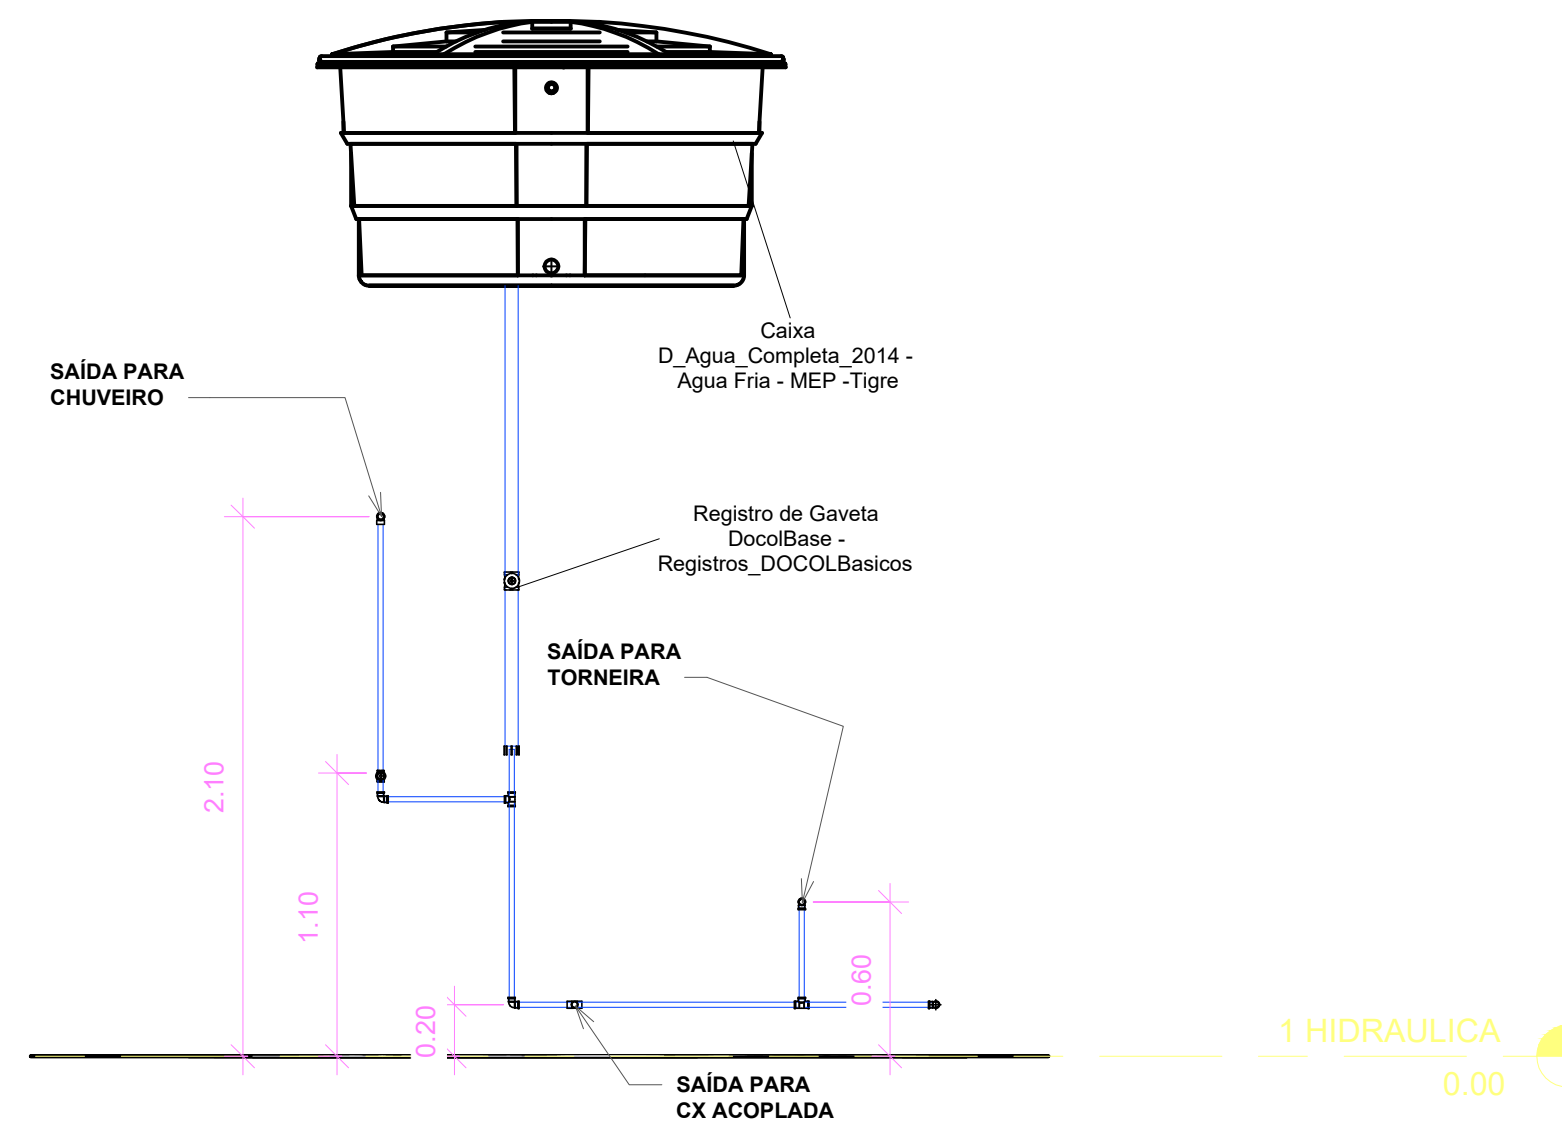 Caixa
D_Agua_Completa_2014 -
Agua Fria - MEP -Tigre
SAÍDA PARA
CHUVEIRO
Registro de Gaveta
DocolBase -
Registros_DOCOLBasicos
SAÍDA PARA
TORNEIRA
2.10
1.10
0.60
0.20
1 HIDRAULICA
0.00
SAÍDA PARA
CX ACOPLADA